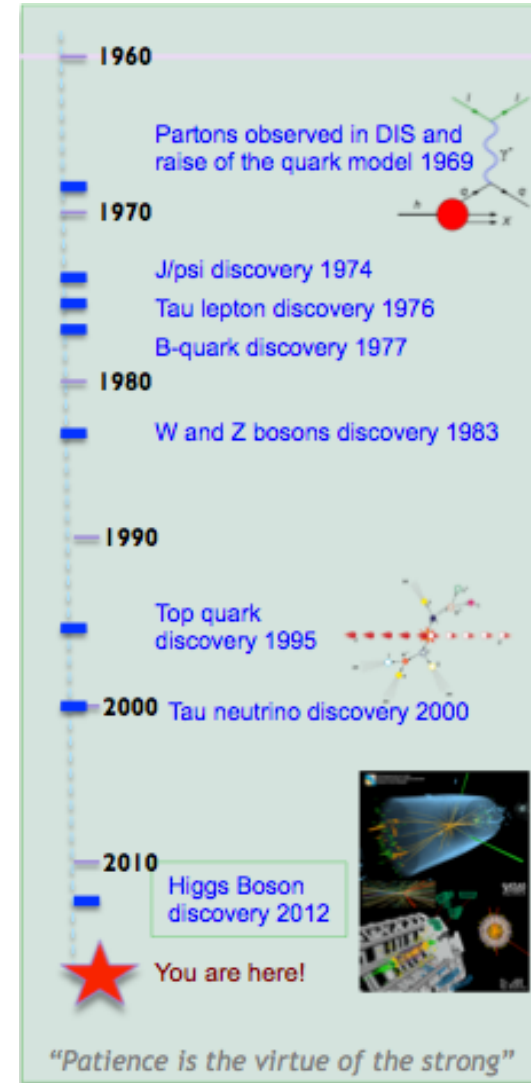 1960
Partons observed in DIS and
raise of the quark model 1969
1970
J/psi discovery 1974
Tau lepton discovery 1976
B-quark discovery 1977
1980
W and Z bosons discovery 1983
1990
Top quark
discovery 1995
2000 Tau neutrino discovery 2000
2010
Higgs Boson
discovery 2012
You are here!
"Patience is the virtue of the strong"